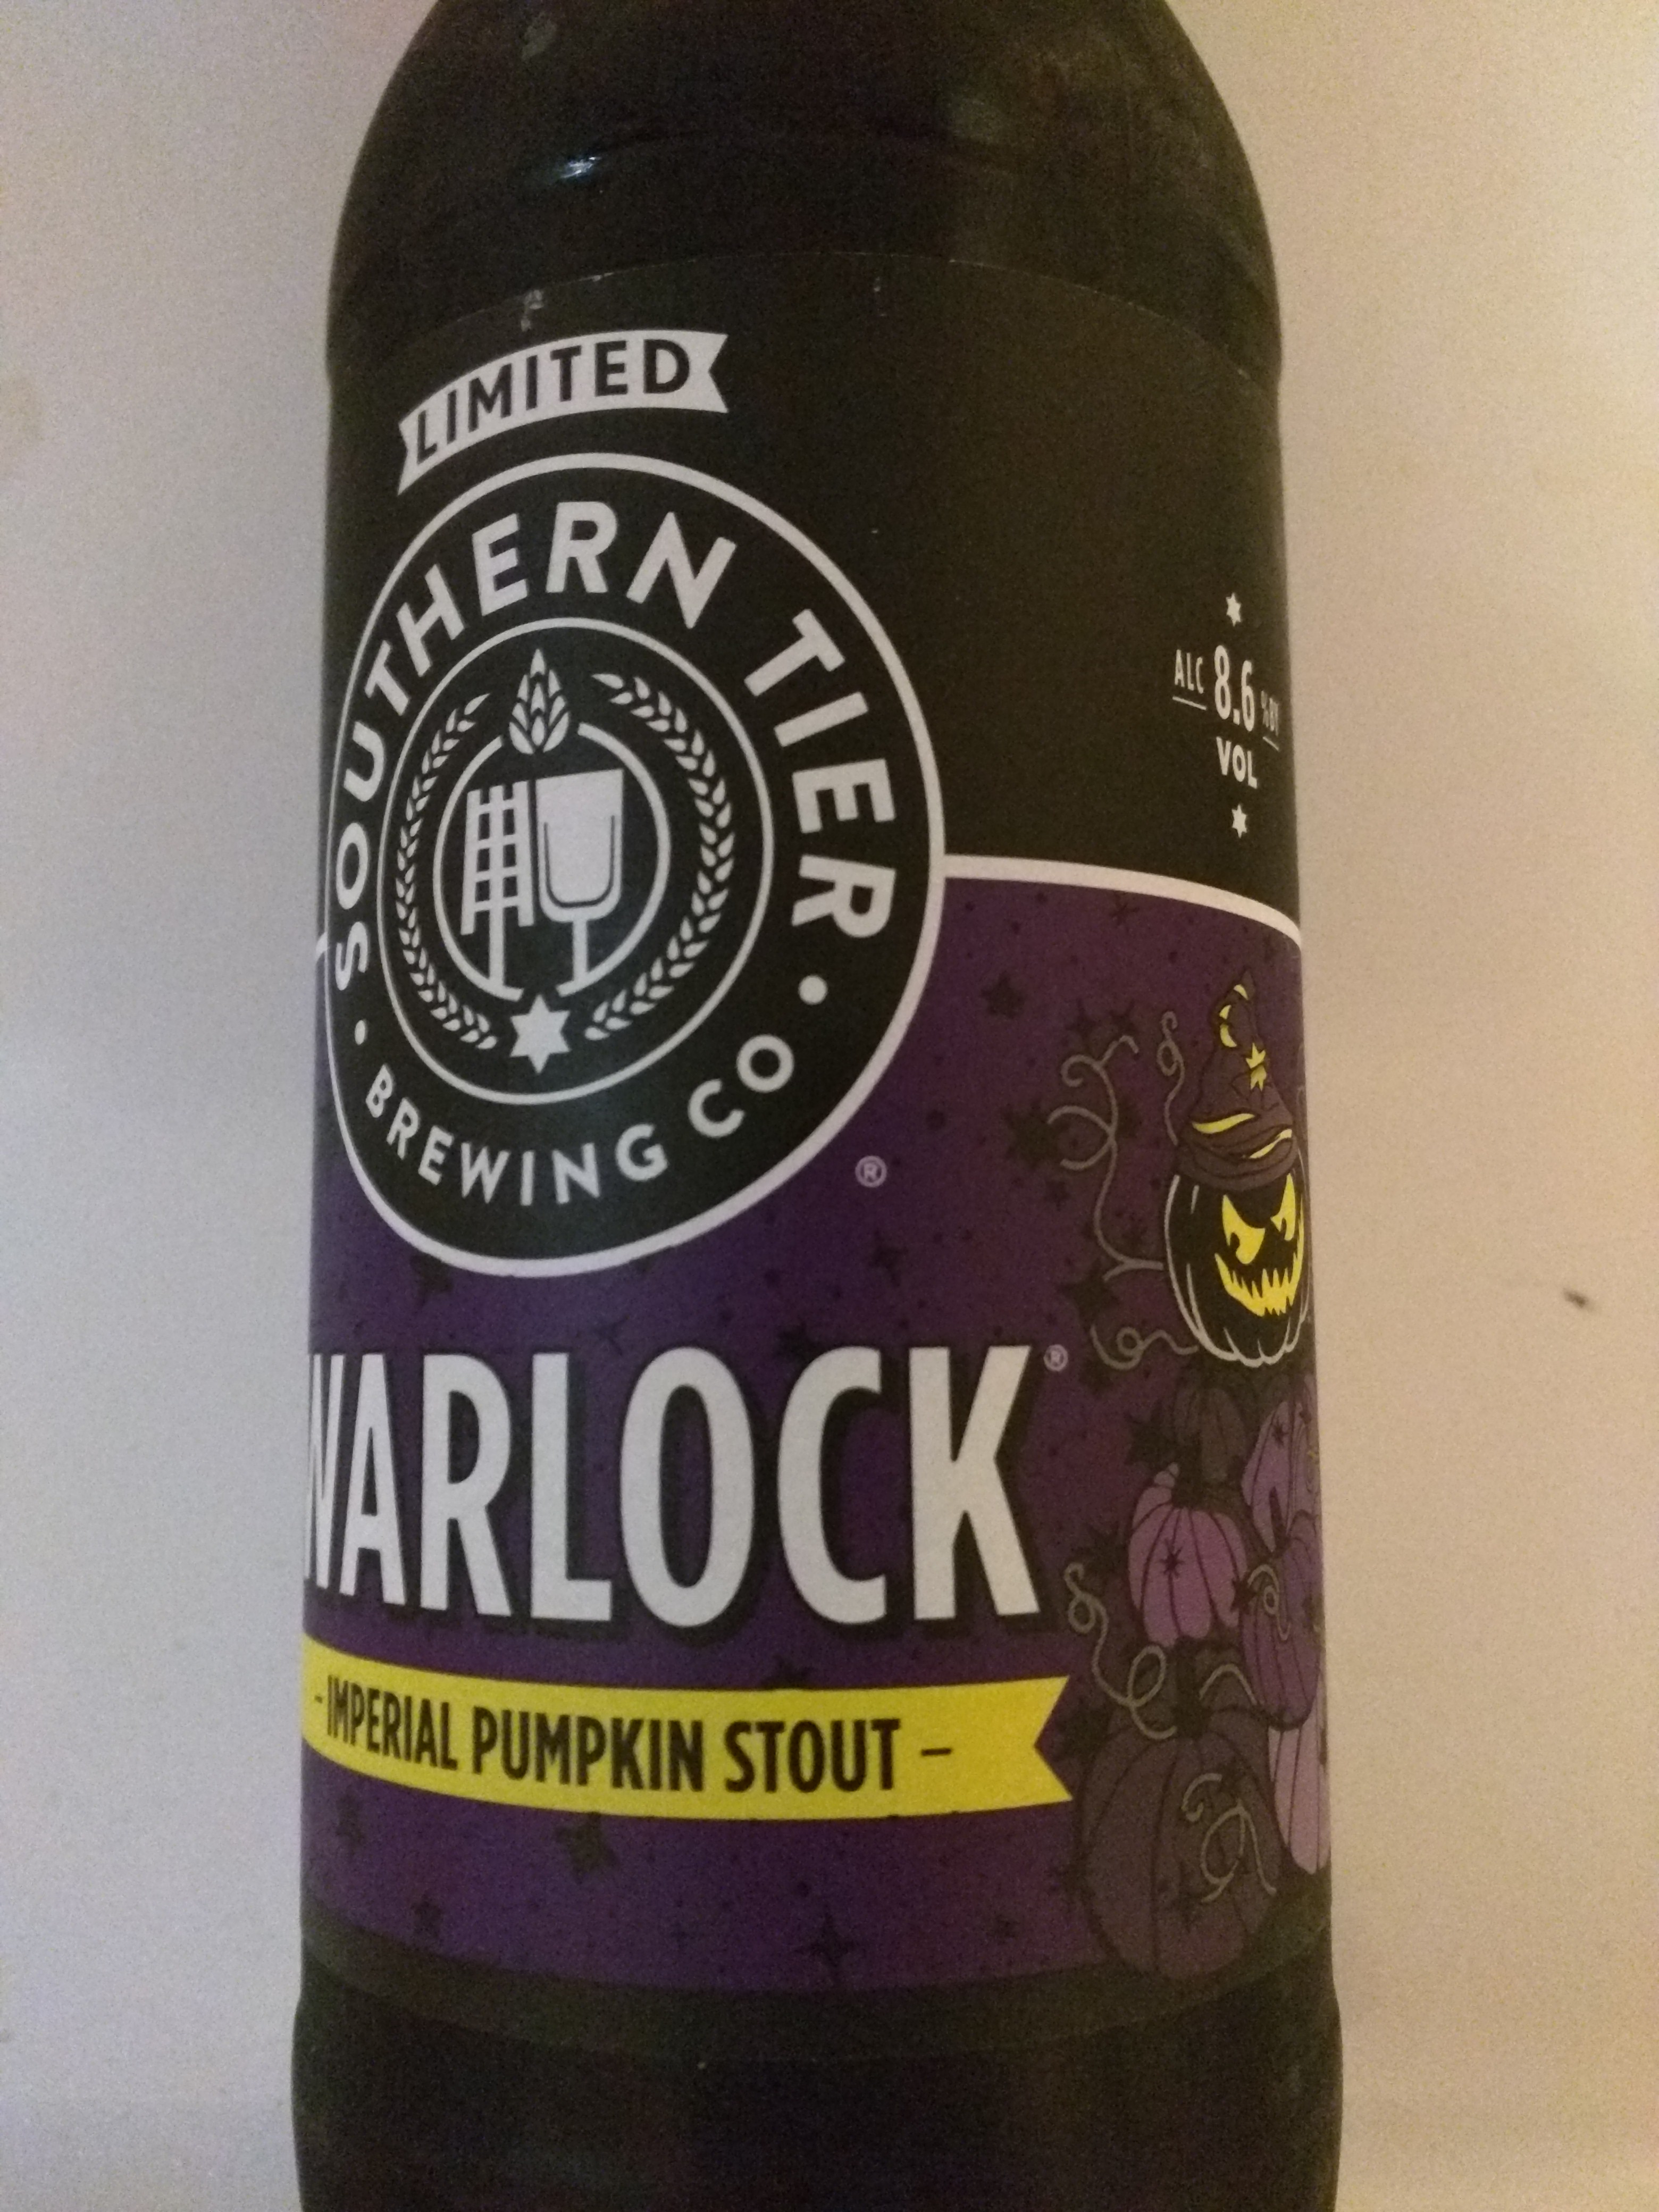 LIMITED
SOUTHERN TIER
• BREWING CO •
®
ALC 8.6 %BY
VOL
WARLOCK®
-IMPERIAL PUMPKIN STOUT-